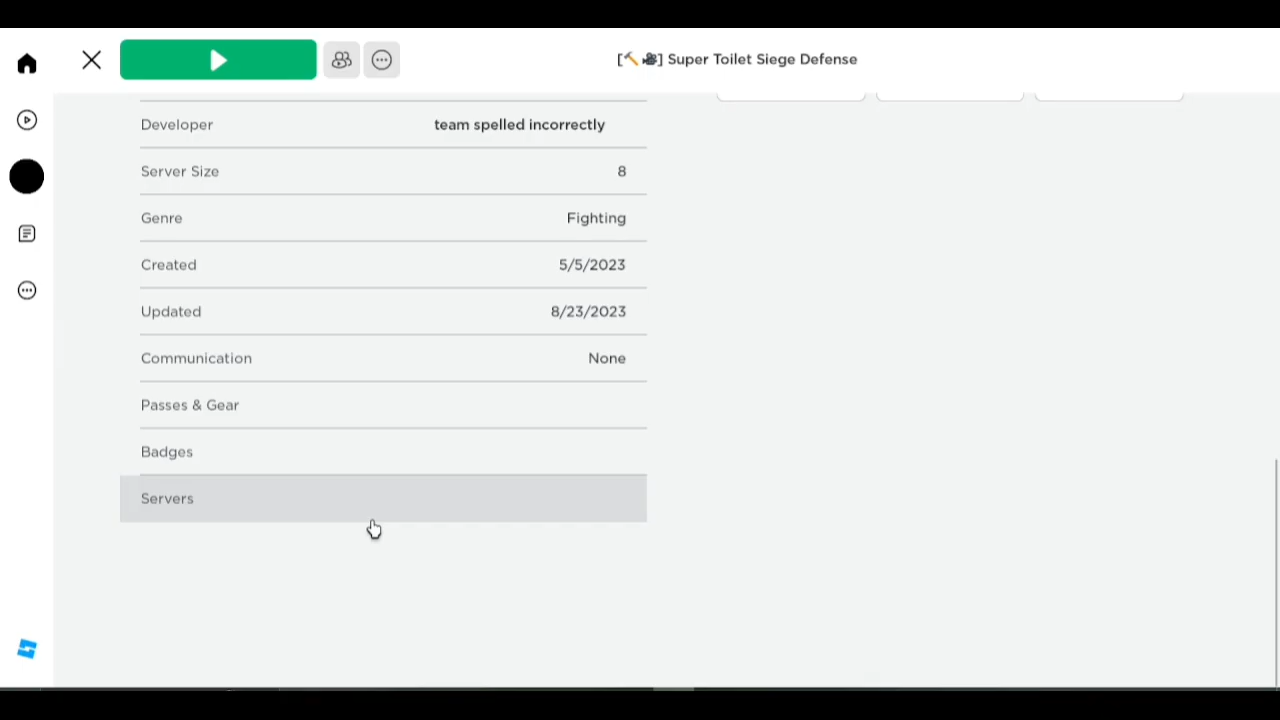 [🔨🎥] Super Toilet Siege Defense
Developer team spelled incorrectly
Server Size 8
Genre Fighting
Created 5/5/2023
Updated 8/23/2023
Communication None
Passes & Gear
Badges
Servers